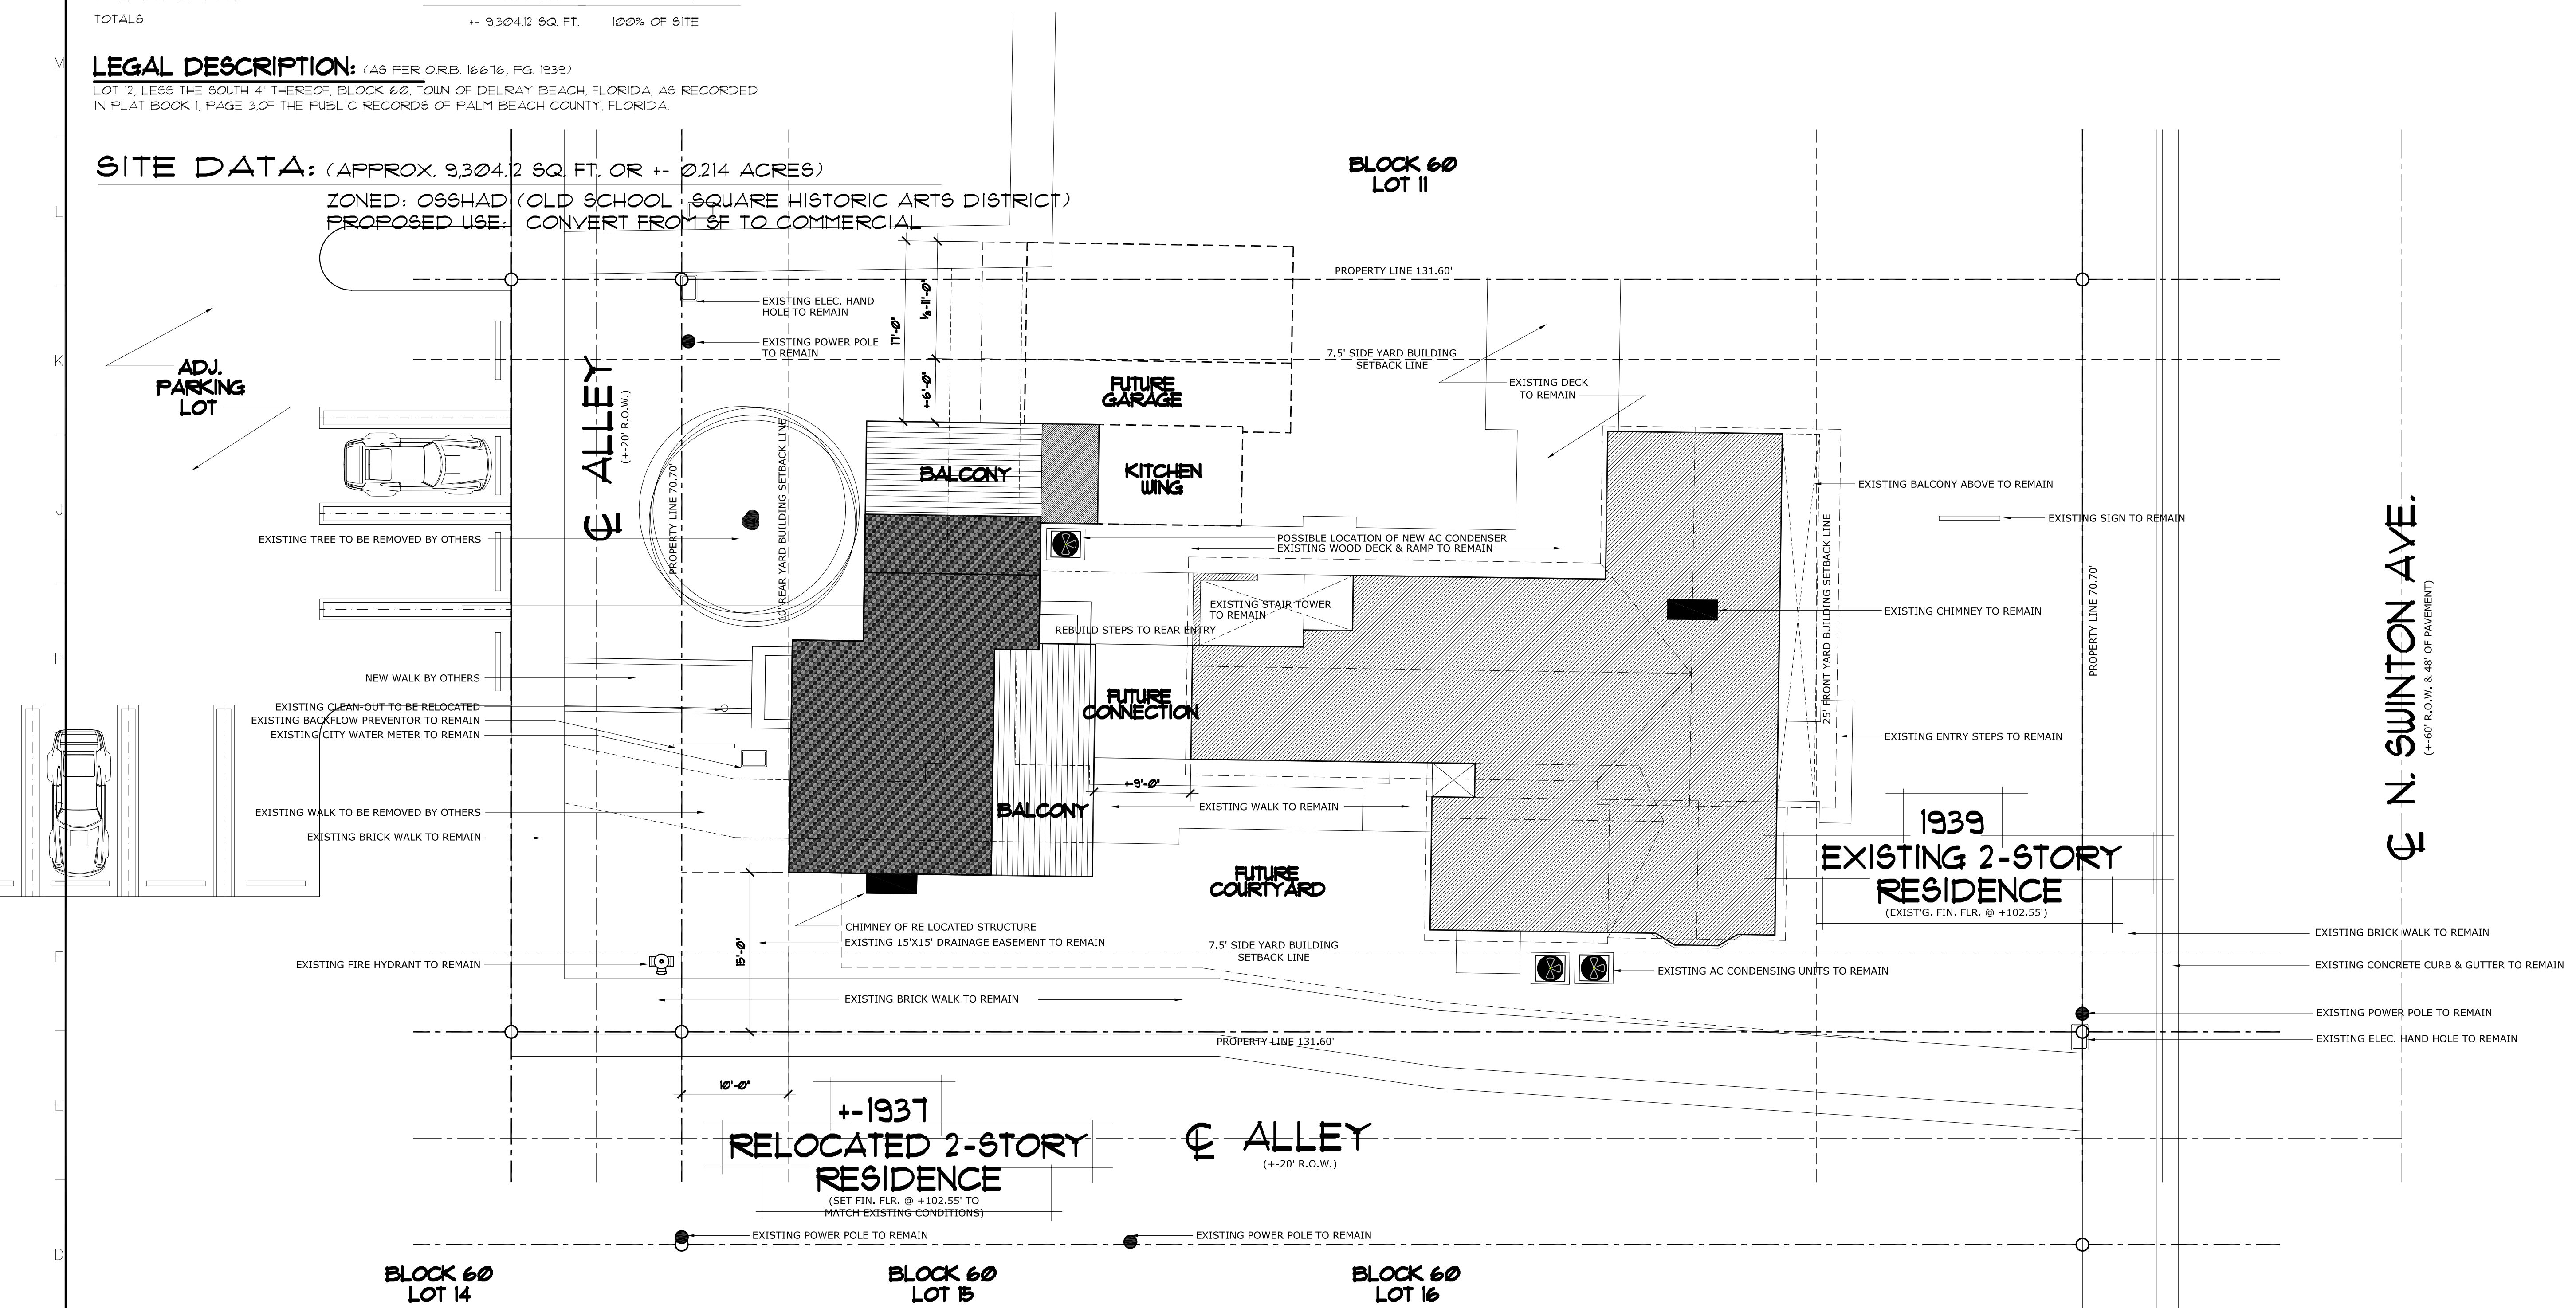 TOTALS
+- 9,304.12 SQ. FT. 100% OF SITE
LEGAL DESCRIPTION: (AS PER O.R.B. 16676, PG. 1939)
LOT 12, LESS THE SOUTH 4' THEREOF, BLOCK 60, TOWN OF DELRAY BEACH, FLORIDA, AS RECORDED
IN PLAT BOOK 1, PAGE 3,OF THE PUBLIC RECORDS OF PALM BEACH COUNTY, FLORIDA.
SITE DATA: (APPROX. 9,304.12 SQ. FT. OR +- 0.214 ACRES)
ZONED: OSSHAD (OLD SCHOOL SQUARE HISTORIC ARTS DISTRICT)
PROPOSED USE: CONVERT FROM SF TO COMMERCIAL
M
L
K
J
H
F
E
D
BLOCK 60
LOT 11
PROPERTY LINE 131.60'
EXISTING ELEC. HAND
HOLE TO REMAIN
EXISTING POWER POLE
TO REMAIN
17'-0"
+-6'-0"
7.5' SIDE YARD BUILDING
SETBACK LINE
ADJ.
PARKING
LOT
℄ ALLEY
(+-20' R.O.W.)
PROPERTY LINE 70.70'
10' REAR YARD BUILDING SETBACK LINE
FUTURE
GARAGE
EXISTING DECK
TO REMAIN
BALCONY
KITCHEN
WING
EXISTING BALCONY ABOVE TO REMAIN
EXISTING SIGN TO REMAIN
EXISTING TREE TO BE REMOVED BY OTHERS
POSSIBLE LOCATION OF NEW AC CONDENSER
EXISTING WOOD DECK & RAMP TO REMAIN
25' FRONT YARD BUILDING SETBACK LINE
PROPERTY LINE 70.70'
℄ N. SWINTON AVE.
(+-60' R.O.W. & 48' OF PAVEMENT)
EXISTING STAIR TOWER
TO REMAIN
EXISTING CHIMNEY TO REMAIN
REBUILD STEPS TO REAR ENTRY
NEW WALK BY OTHERS
FUTURE
CONNECTION
EXISTING CLEAN-OUT TO BE RELOCATED
EXISTING BACKFLOW PREVENTOR TO REMAIN
EXISTING CITY WATER METER TO REMAIN
EXISTING ENTRY STEPS TO REMAIN
+-9'-0"
EXISTING WALK TO BE REMOVED BY OTHERS
BALCONY
EXISTING WALK TO REMAIN
EXISTING BRICK WALK TO REMAIN
1939
EXISTING 2-STORY
RESIDENCE
(EXIST'G. FIN. FLR. @ +102.55')
FUTURE
COURTYARD
CHIMNEY OF RE LOCATED STRUCTURE
EXISTING 15'X15' DRAINAGE EASEMENT TO REMAIN
15'-0"
7.5' SIDE YARD BUILDING
SETBACK LINE
EXISTING BRICK WALK TO REMAIN
EXISTING FIRE HYDRANT TO REMAIN
EXISTING AC CONDENSING UNITS TO REMAIN
EXISTING CONCRETE CURB & GUTTER TO REMAIN
EXISTING BRICK WALK TO REMAIN
EXISTING POWER POLE TO REMAIN
PROPERTY LINE 131.60'
EXISTING ELEC. HAND HOLE TO REMAIN
10'-0"
+-1937
RELOCATED 2-STORY
RESIDENCE
(SET FIN. FLR. @ +102.55' TO
MATCH EXISTING CONDITIONS)
℄ ALLEY
(+-20' R.O.W.)
EXISTING POWER POLE TO REMAIN
EXISTING POWER POLE TO REMAIN
BLOCK 60
LOT 14
BLOCK 60
LOT 15
BLOCK 60
LOT 16